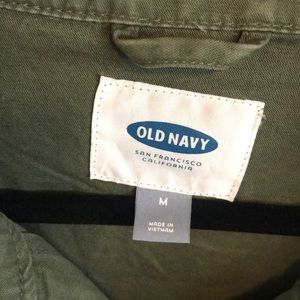 OLD NAVY
SAN FRANCISCO
CALIFORNIA
M
MADE IN
VIETNAM